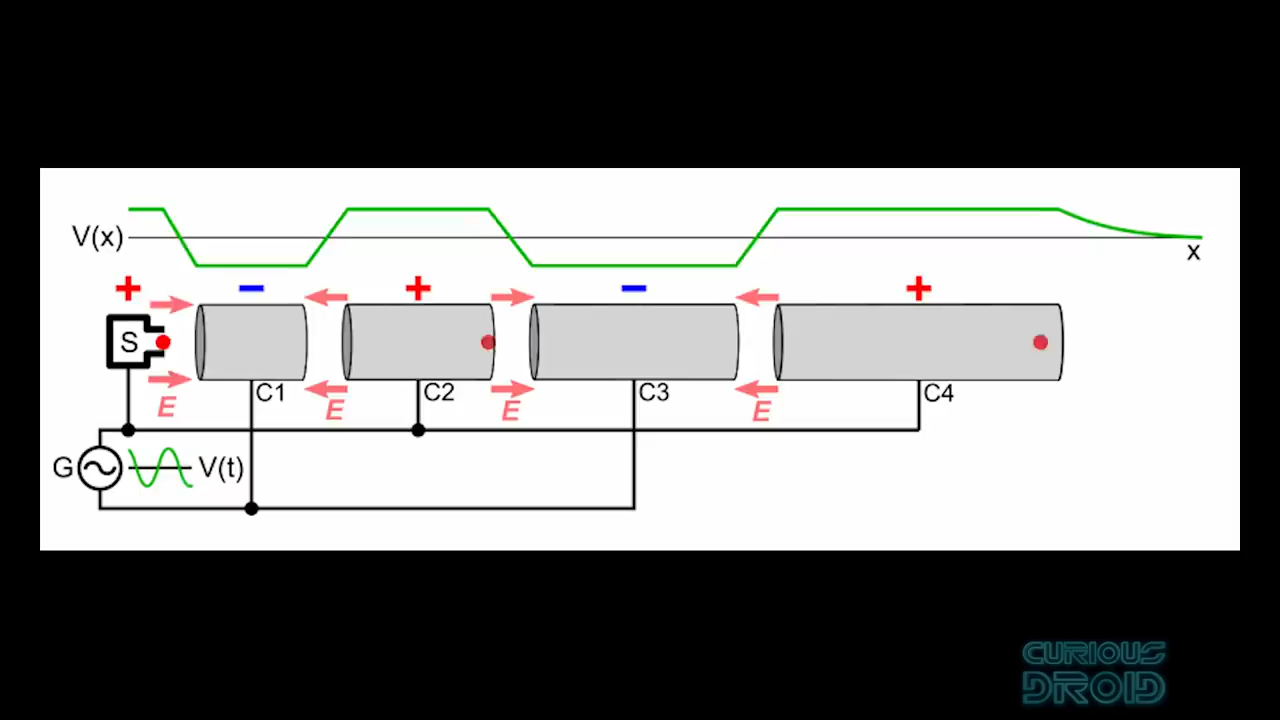 V(x)
x
+ − + − +
S
C1 C2 C3 C4
E E E E
G V(t)
CURIOUS
DROID